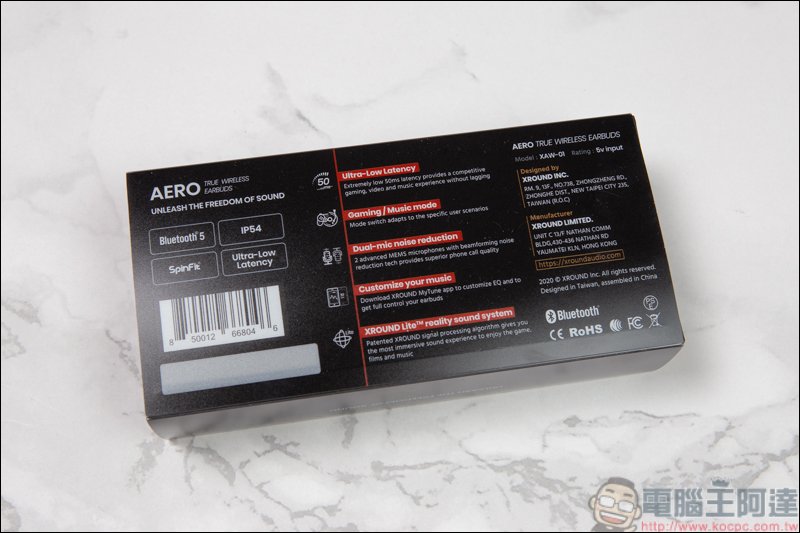 AERO TRUE WIRELESS
EARBUDS
UNLEASH THE FREEDOM OF SOUND
Bluetooth 5
IP54
SpinFit
Ultra-Low
Latency
8 50012 66804 6
50
Ultra-Low Latency
Extremely low 50ms latency provides a competitive
gaming, video and music experience without legging
Gaming / Music mode
Mode switch adapts to the specific user scenarios
Dual-mic noise reduction
2 advanced MEMS microphones with beamforming noise
reduction tech provides superior phone call quality
Customize your music
Download XROUND MyTune app to customize EQ and to
get full control your earbuds
Lite
XROUND Lite™ reality sound system
Patented XROUND signal processing algorithm gives you
the most immersive sound experience to enjoy the game,
films and music
AERO TRUE WIRELESS EARBUDS
Model : XAW-01 Rating : 5v input
Designed by
XROUND INC.
RM. 9, 13F., NO.738, ZHONGZHENG RD.,
ZHONGHE DIST., NEW TAIPEI CITY 235,
TAIWAN (R.O.C)
Manufacturer
XROUND LIMITED.
UNIT C 13/F NATHAN COMM
BLDG,430-436 NATHAN RD
YAUMATEI KLN, HONG KONG
https://xroundaudio.com
2020 © XROUND Inc. All rights reserved.
Designed in Taiwan, assembled in China
Bluetooth®
CE RoHS FC
電腦王阿達
http://www.kocpc.com.tw